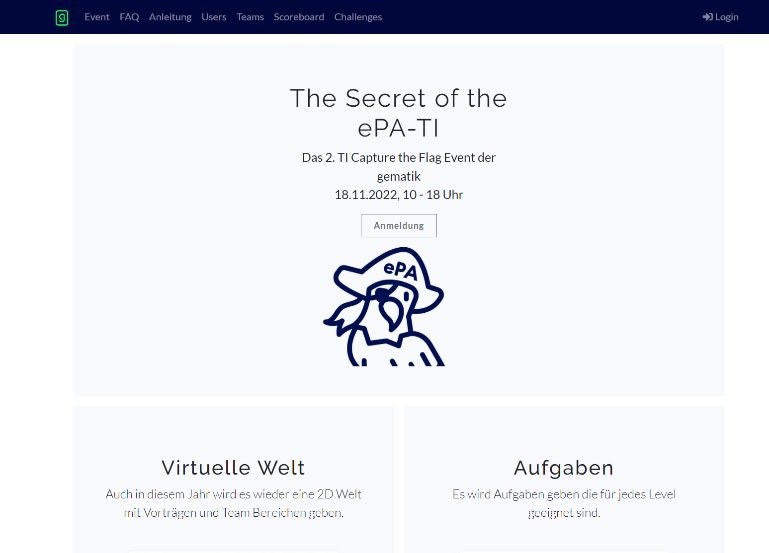 g
Event FAQ Anleitung Users Teams Scoreboard Challenges Login
The Secret of the
ePA-TI
Das 2. TI Capture the Flag Event der
gematik
18.11.2022, 10 - 18 Uhr
Anmeldung
ePA
Virtuelle Welt
Auch in diesem Jahr wird es wieder eine 2D Welt
mit Vorträgen und Team Bereichen geben.
Aufgaben
Es wird Aufgaben geben die für jedes Level
geeignet sind.